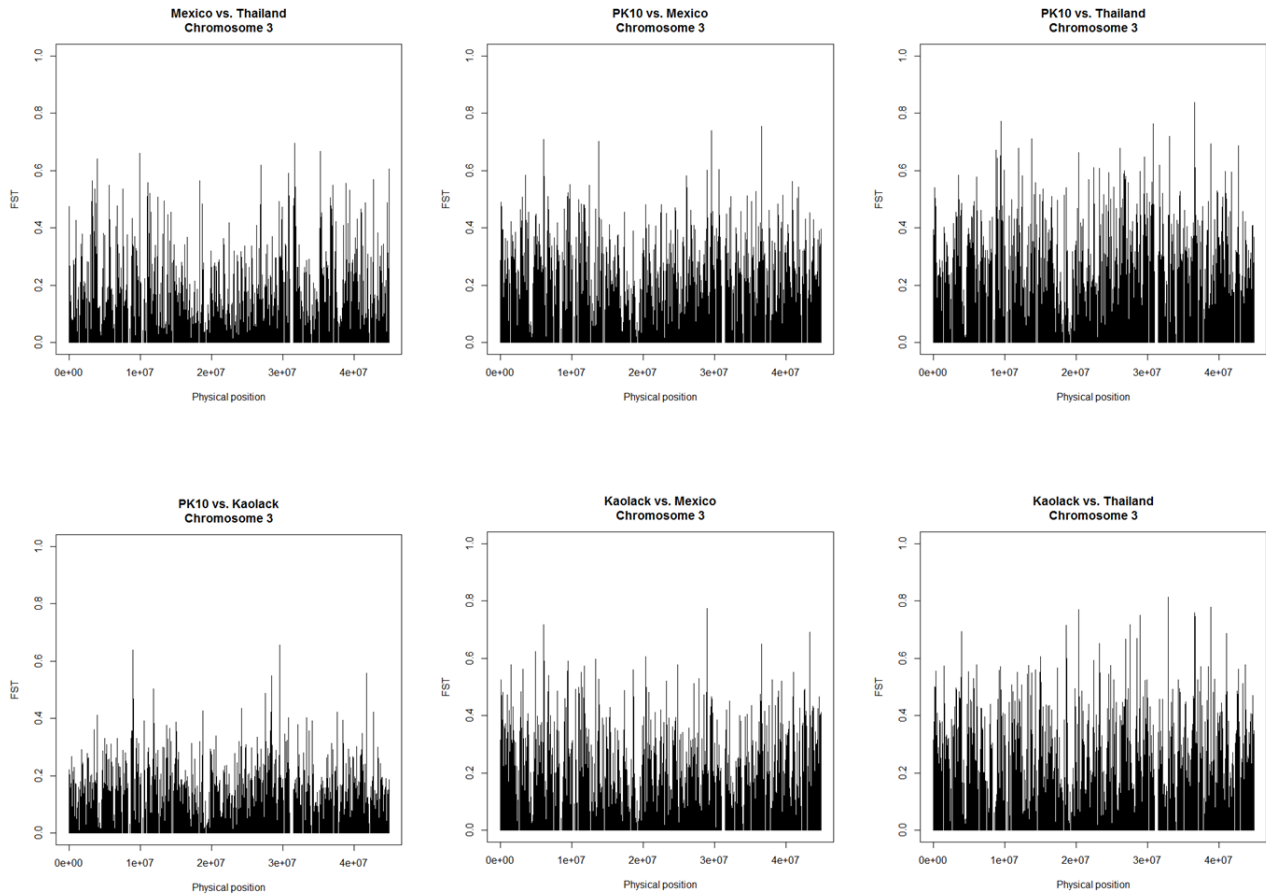 Mexico vs. Thailand
Chromosome 3
FST
1.0
0.8
0.6
0.4
0.2
0.0
0e+00 1e+07 2e+07 3e+07 4e+07
Physical position
PK10 vs. Mexico
Chromosome 3
FST
1.0
0.8
0.6
0.4
0.2
0.0
0e+00 1e+07 2e+07 3e+07 4e+07
Physical position
PK10 vs. Thailand
Chromosome 3
FST
1.0
0.8
0.6
0.4
0.2
0.0
0e+00 1e+07 2e+07 3e+07 4e+07
Physical position
PK10 vs. Kaolack
Chromosome 3
FST
1.0
0.8
0.6
0.4
0.2
0.0
0e+00 1e+07 2e+07 3e+07 4e+07
Physical position
Kaolack vs. Mexico
Chromosome 3
FST
1.0
0.8
0.6
0.4
0.2
0.0
0e+00 1e+07 2e+07 3e+07 4e+07
Physical position
Kaolack vs. Thailand
Chromosome 3
FST
1.0
0.8
0.6
0.4
0.2
0.0
0e+00 1e+07 2e+07 3e+07 4e+07
Physical position